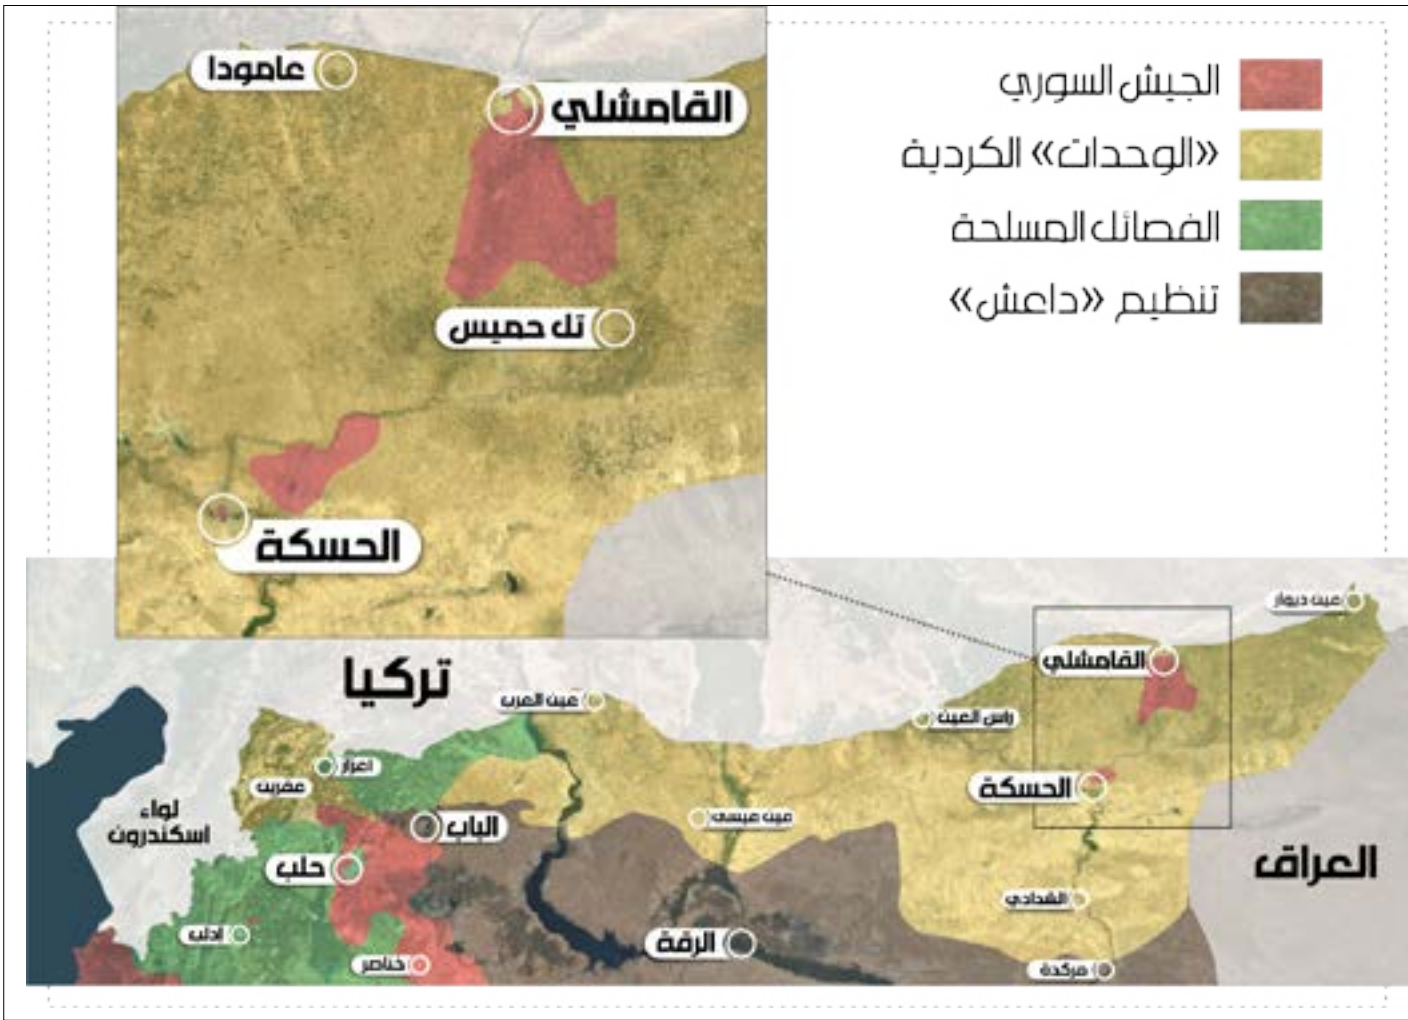 الجيش السوري
«الوحدات» الكردية
الفصائل المسلحة
تنظيم «داعش»
عامودا
القامشلي
تل حميس
الحسكة
تركيا
عين ديوار
القامشلي
عين العرب
راس العين
اعزاز
عفرين
الحسكة
لواء
اسكندرون
الباب
عين عيسى
العراق
حلب
الشدادي
ادلب
الرقة
خناصر
مركدة